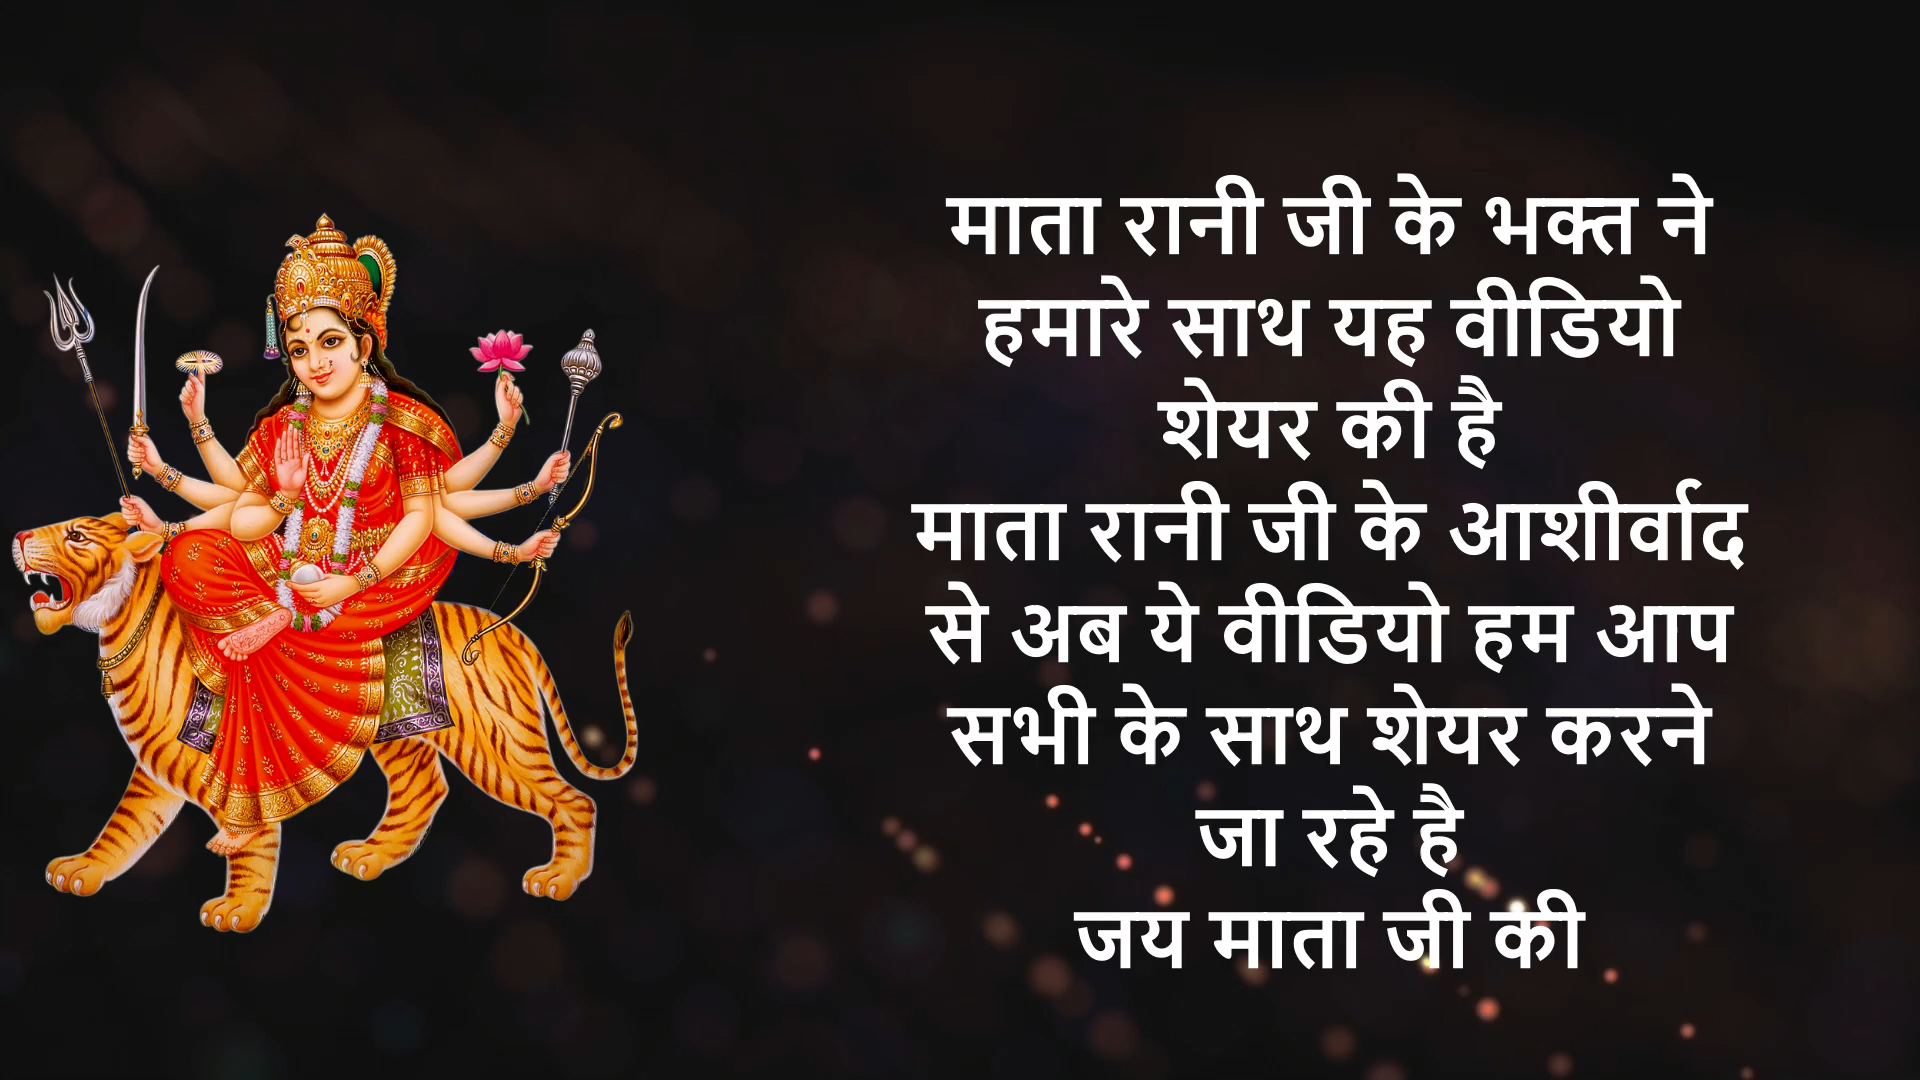 माता रानी जी के भक्त ने
हमारे साथ यह वीडियो
शेयर की है
माता रानी जी के आशीर्वाद
से अब ये वीडियो हम आप
सभी के साथ शेयर करने
जा रहे है
जय माता जी की